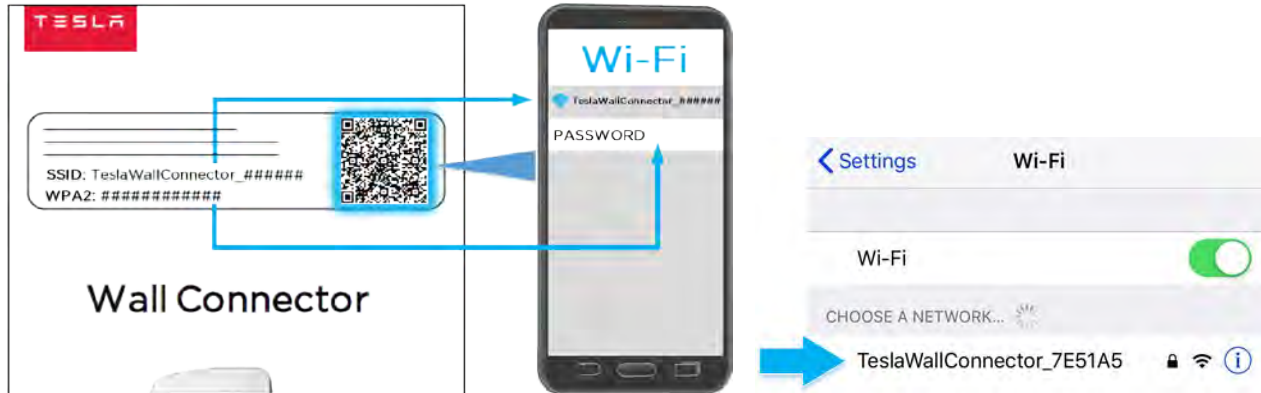 TESLA
SSID: TeslaWallConnector_######
WPA2: ############
Wall Connector
Wi-Fi
TeslaWallConnector_######
PASSWORD
Settings
Wi-Fi
Wi-Fi
CHOOSE A NETWORK...
TeslaWallConnector_7E51A5